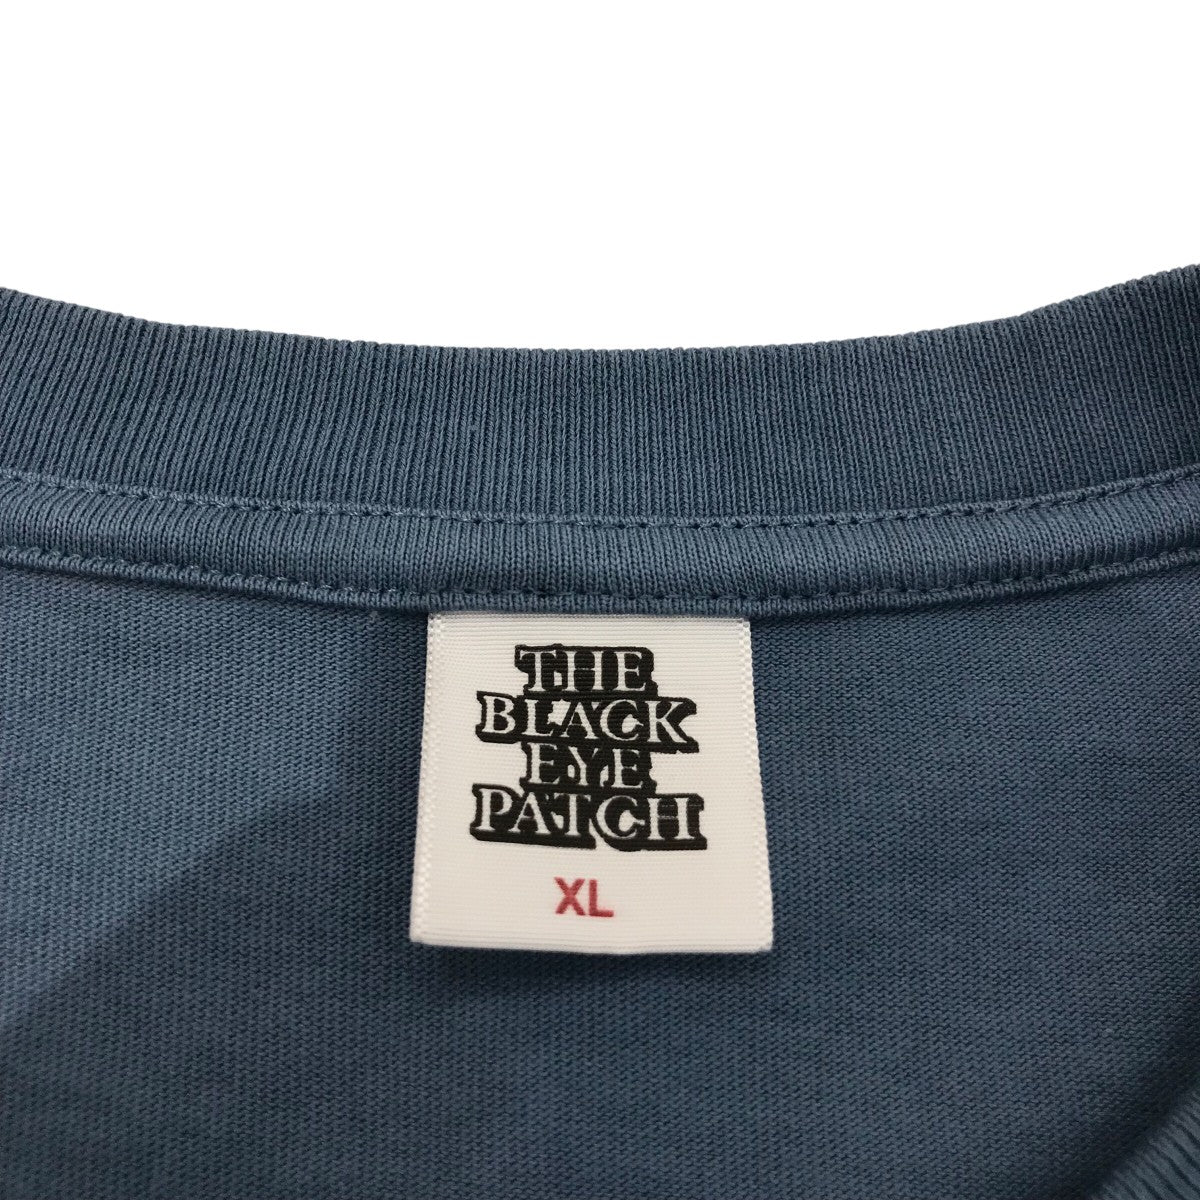 THE
BLACK
EYE
PATCH
XL